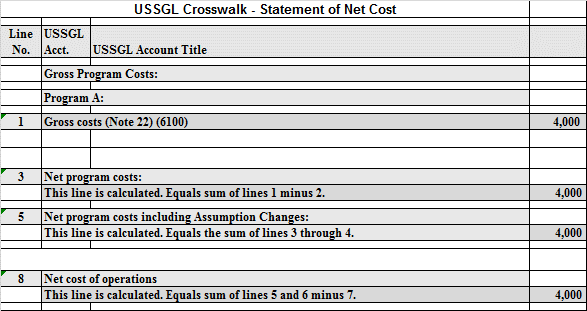 USSGL Crosswalk - Statement of Net Cost
Line USSGL
No. Acct. USSGL Account Title
Gross Program Costs:
Program A:
1 Gross costs (Note 22) (6100) 4,000
3 Net program costs:
This line is calculated. Equals sum of lines 1 minus 2. 4,000
5 Net program costs including Assumption Changes:
This line is calculated. Equals the sum of lines 3 through 4. 4,000
8 Net cost of operations
This line is calculated. Equals sum of lines 5 and 6 minus 7. 4,000